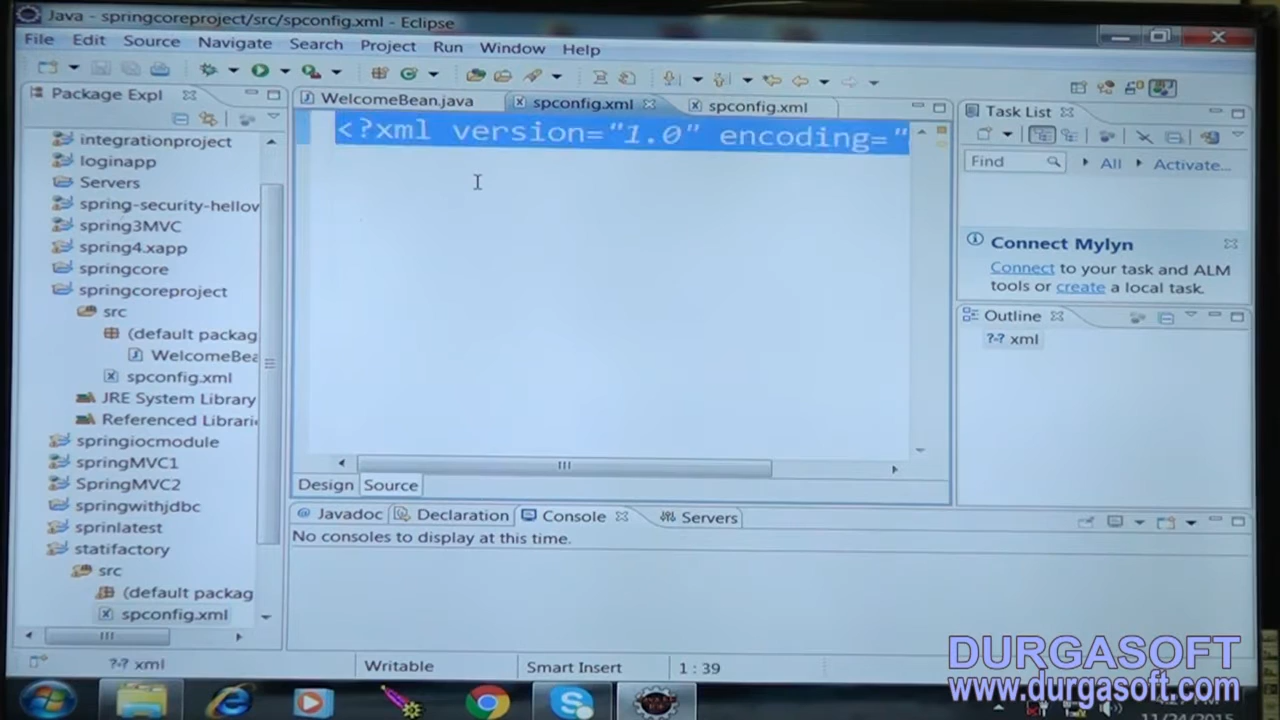 Java - springcoreproject/src/spconfig.xml - Eclipse
File Edit Source Navigate Search Project Run Window Help
Package Expl
integrationproject
loginapp
Servers
spring-security-hellow
spring3MVC
spring4.xapp
springcore
springcoreproject
src
(default packag
WelcomeBea
spconfig.xml
JRE System Library
Referenced Librari
springiocmodule
springMVC1
SpringMVC2
springwithjdbc
sprinlatest
statifactory
src
(default packag
spconfig.xml
WelcomeBean.java spconfig.xml spconfig.xml
<?xml version="1.0" encoding="
Design Source
Task List
Find All Activate...
Connect Mylyn
Connect to your task and ALM
tools or create a local task.
Outline
?-? xml
@ Javadoc Declaration Console Servers
No consoles to display at this time.
?-? xml Writable Smart Insert 1 : 39
DURGASOFT
www.durgasoft.com